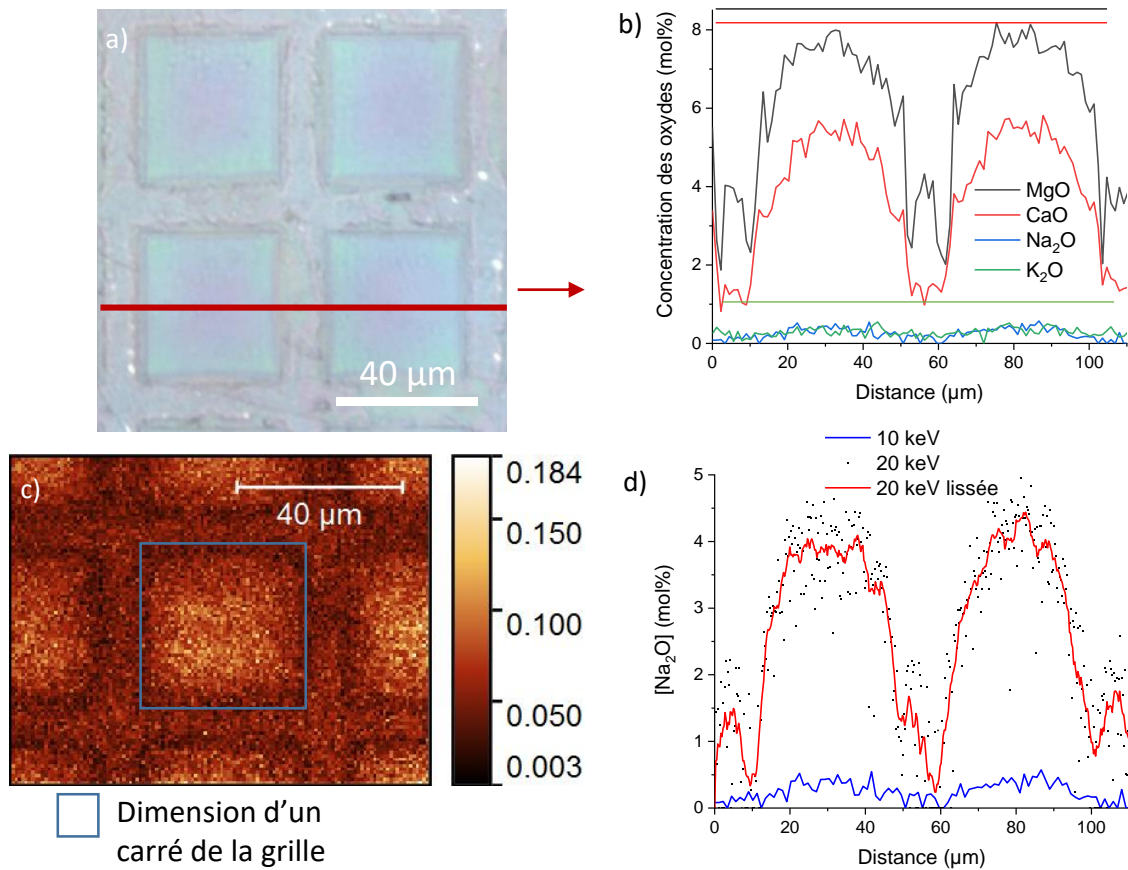 a)
40 µm
b)
Concentration des oxydes (mol%)
8
6
4
2
0
MgO
CaO
Na₂O
K₂O
0 20 40 60 80 100
Distance (µm)
c)
40 µm
0.184
0.150
0.100
0.050
0.003
Dimension d'un
carré de la grille
10 keV
20 keV
20 keV lissée
d)
[Na₂O] (mol%)
5
4
3
2
1
0
0 20 40 60 80 100
Distance (µm)